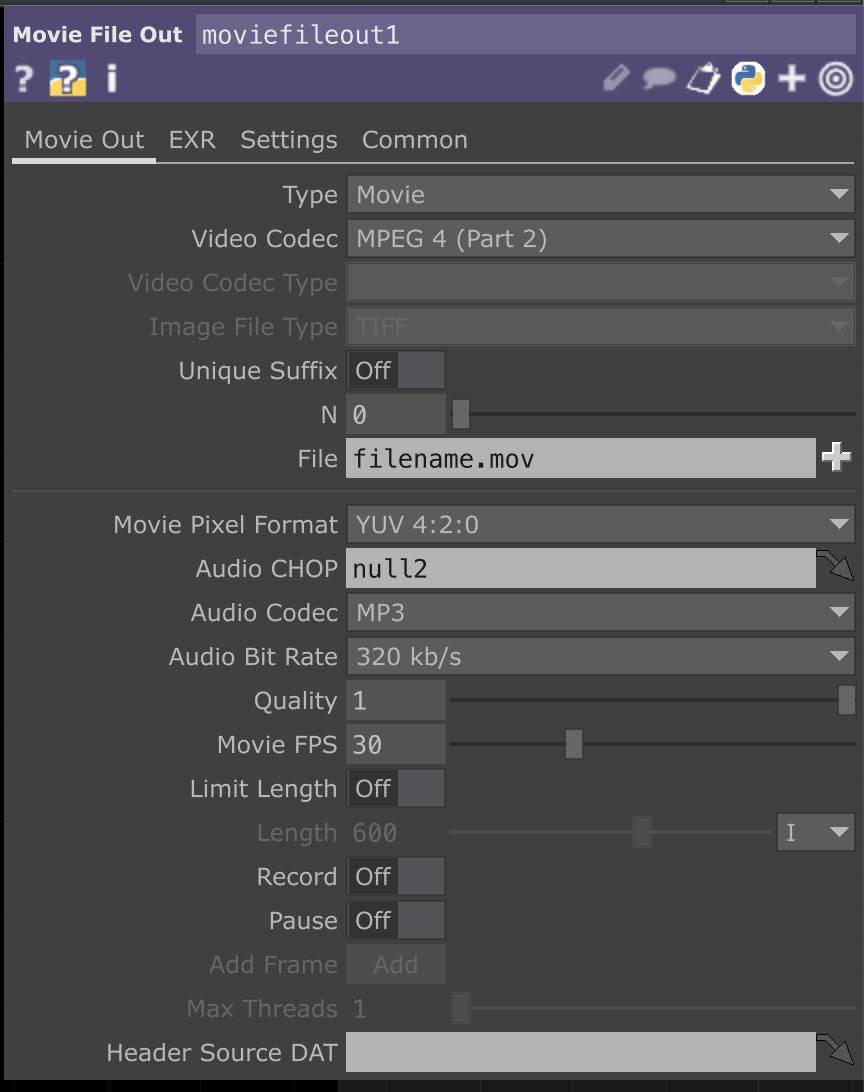 Movie File Out moviefileout1
? ? i
Movie Out EXR Settings Common
Type Movie
Video Codec MPEG 4 (Part 2)
Video Codec Type
Image File Type TIFF
Unique Suffix Off
N 0
File filename.mov
Movie Pixel Format YUV 4:2:0
Audio CHOP null2
Audio Codec MP3
Audio Bit Rate 320 kb/s
Quality 1
Movie FPS 30
Limit Length Off
Length 600 I
Record Off
Pause Off
Add Frame Add
Max Threads 1
Header Source DAT